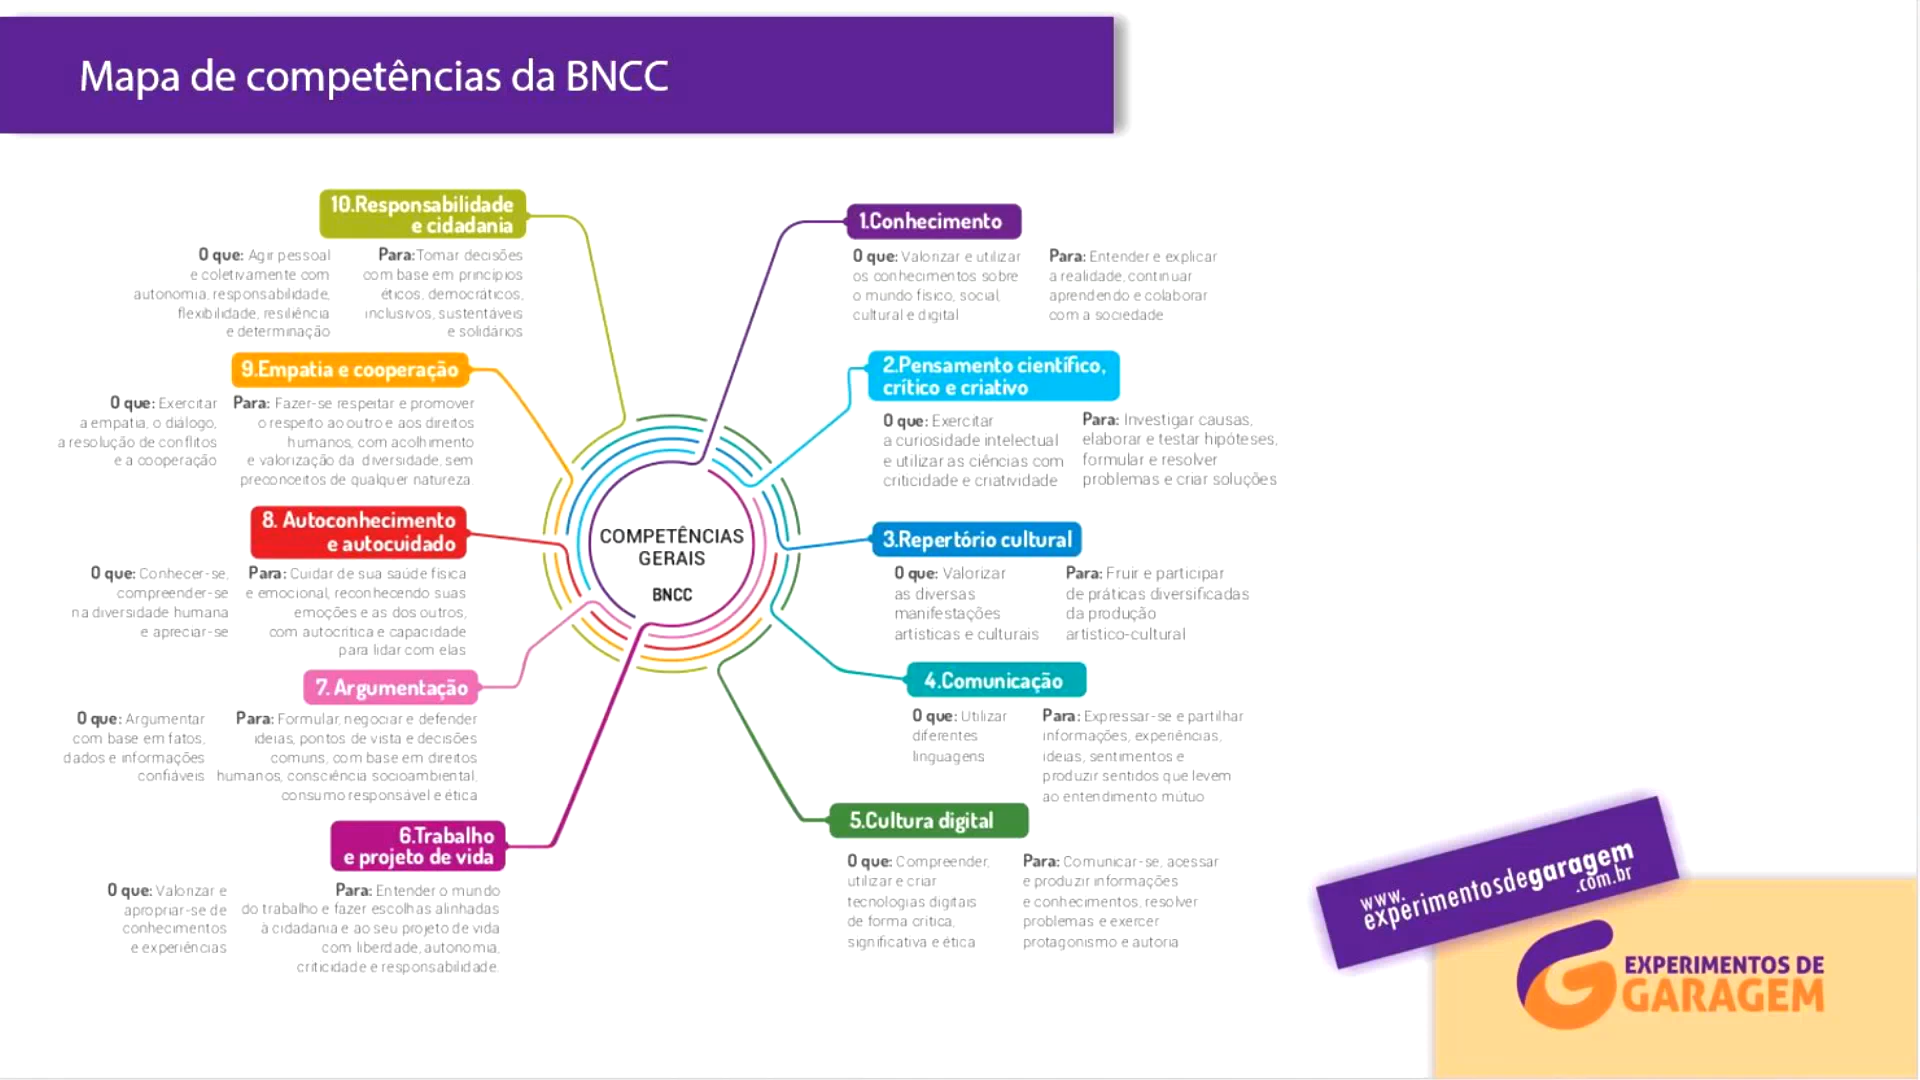 Mapa de competências da BNCC
10.Responsabilidade
e cidadania
O que: Agir pessoal
e coletivamente com
autonomia, responsabilidade,
flexibilidade, resiliência
e determinação
Para: Tomar decisões
com base em princípios
éticos, democráticos,
inclusivos, sustentáveis
e solidários
9.Empatia e cooperação
O que: Exercitar
a empatia, o diálogo,
a resolução de conflitos
e a cooperação
Para: Fazer-se respeitar e promover
o respeito ao outro e aos direitos
humanos, com acolhimento
e valorização da diversidade, sem
preconceitos de qualquer natureza.
8. Autoconhecimento
e autocuidado
O que: Conhecer-se,
compreender-se
na diversidade humana
e apreciar-se
Para: Cuidar de sua saúde física
e emocional, reconhecendo suas
emoções e as dos outros,
com autocrítica e capacidade
para lidar com elas
7. Argumentação
O que: Argumentar
com base em fatos,
dados e informações
confiáveis
Para: Formular, negociar e defender
ideias, pontos de vista e decisões
comuns, com base em direitos
humanos, consciência socioambiental,
consumo responsável e ética
6.Trabalho
e projeto de vida
O que: Valorizar e
apropriar-se de
conhecimentos
e experiências
Para: Entender o mundo
do trabalho e fazer escolhas alinhadas
à cidadania e ao seu projeto de vida
com liberdade, autonomia,
criticidade e responsabilidade.
COMPETÊNCIAS
GERAIS
BNCC
1.Conhecimento
O que: Valorizar e utilizar
os conhecimentos sobre
o mundo físico, social,
cultural e digital
Para: Entender e explicar
a realidade, continuar
aprendendo e colaborar
com a sociedade
2.Pensamento científico,
crítico e criativo
O que: Exercitar
a curiosidade intelectual
e utilizar as ciências com
criticidade e criatividade
Para: Investigar causas,
elaborar e testar hipóteses,
formular e resolver
problemas e criar soluções
3.Repertório cultural
O que: Valorizar
as diversas
manifestações
artísticas e culturais
Para: Fruir e participar
de práticas diversificadas
da produção
artístico-cultural
4.Comunicação
O que: Utilizar
diferentes
linguagens
Para: Expressar-se e partilhar
informações, experiências,
ideias, sentimentos e
produzir sentidos que levem
ao entendimento mútuo
5.Cultura digital
O que: Compreender,
utilizar e criar
tecnologias digitais
de forma crítica,
significativa e ética
Para: Comunicar-se, acessar
e produzir informações
e conhecimentos, resolver
problemas e exercer
protagonismo e autoria
www.
experimentosdegaragem
.com.br
EXPERIMENTOS DE
GARAGEM